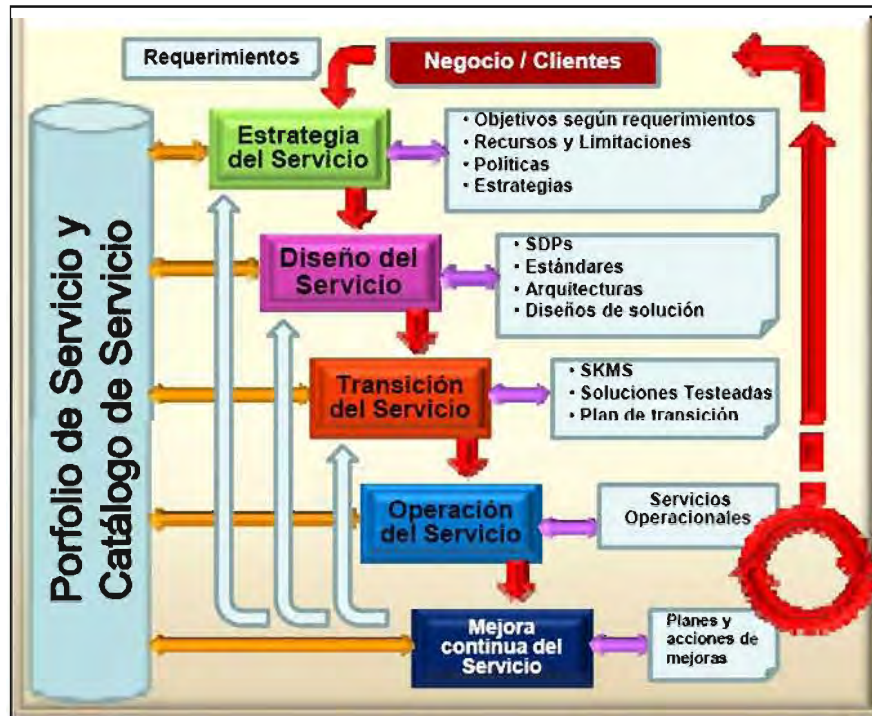 Requerimientos
Negocio / Clientes
Estrategia
del Servicio
• Objetivos según requerimientos
• Recursos y Limitaciones
• Políticas
• Estrategias
Porfolio de Servicio y
Catálogo de Servicio
Diseño del
Servicio
• SDPs
• Estándares
• Arquitecturas
• Diseños de solución
Transición
del Servicio
• SKMS
• Soluciones Testeadas
• Plan de transición
Operación
del Servicio
Servicios
Operacionales
Mejora
continua del
Servicio
Planes y
acciones de
mejoras